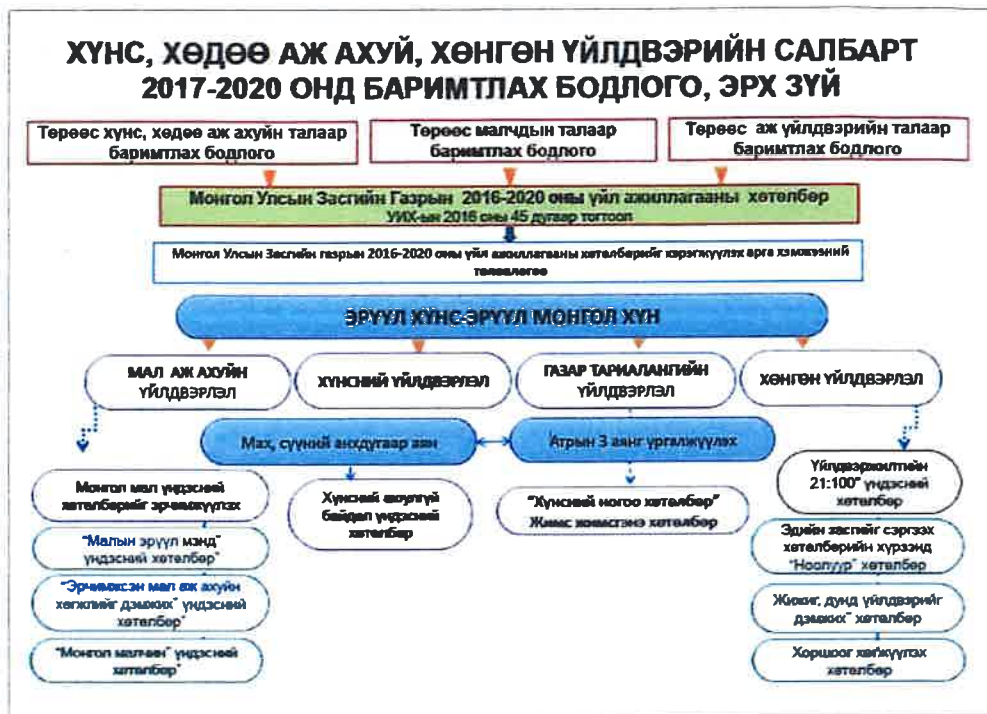 ХҮНС, ХӨДӨӨ АЖ АХУЙ, ХӨНГӨН ҮЙЛДВЭРИЙН САЛБАРТ
2017-2020 ОНД БАРИМТЛАХ БОДЛОГО, ЭРХ ЗҮЙ
Төрөөс хүнс, хөдөө аж ахуйн талаар
баримтлах бодлого
Төрөөс малчдын талаар
баримтлах бодлого
Төрөөс аж үйлдвэрийн талаар
баримтлах бодлого
Монгол Улсын Засгийн Газрын 2016-2020 оны үйл ажиллагааны хөтөлбөр
УИХ-ын 2016 оны 45 дугаар тогтоол
Монгол Улсын Засгийн газрын 2016-2020 оны үйл ажиллагааны хөтөлбөрийг хэрэгжүүлэх арга хэмжээний
төлөвлөгөө
ЭРҮҮЛ ХҮНС-ЭРҮҮЛ МОНГОЛ ХҮН
МАЛ АЖ АХУЙН
ҮЙЛДВЭРЛЭЛ
ХҮНСНИЙ ҮЙЛДВЭРЛЭЛ
ГАЗАР ТАРИАЛАНГИЙН
ҮЙЛДВЭРЛЭЛ
ХӨНГӨН ҮЙЛДВЭРЛЭЛ
Мах, сүүний анхдугаар аян
Атрын 3 аянг үргэлжүүлэх
Монгол мал үндэсний
хөтөлбөрийг эрчимжүүлэх
"Малын эрүүл мэнд"
үндэсний хөтөлбөр"
"Эрчимжсэн мал аж ахуйн
хөгжлийг дэмжих" үндэсний
хөтөлбөр"
"Монгол малчин" үндэсний
хөтөлбөр"
Хүнсний аюулгүй
байдал үндэсний
хөтөлбөр
"Хүнсний ногоо хөтөлбөр"
Жимс жимсгэнэ хөтөлбөр
Үйлдвэржилтийн
21:100" үндэсний
хөтөлбөр
Эдийн засгийг сэргээх
хөтөлбөрийн хүрээнд
"Ноолуур" хөтөлбөр
Жижиг, дунд үйлдвэрийг
дэмжих" хөтөлбөр
Хоршоог хөгжүүлэх
хөтөлбөр